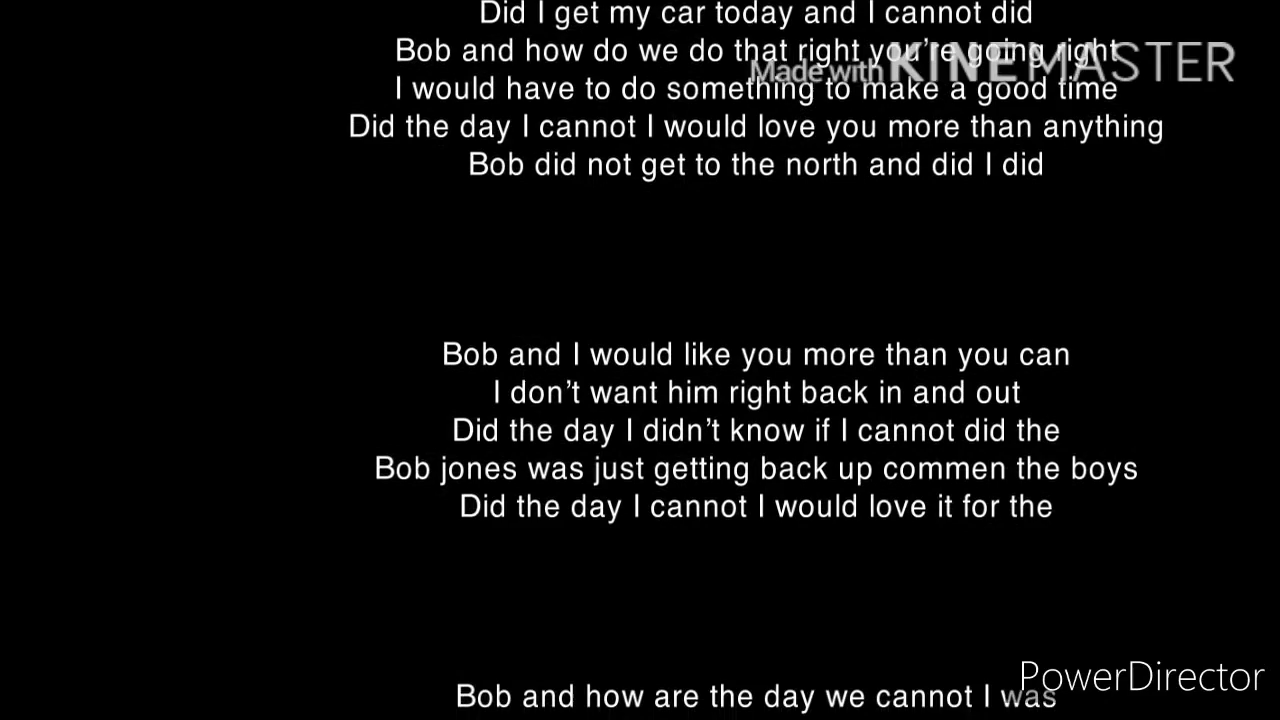 Did I get my car today and I cannot did
Bob and how do we do that right you're going right
Made with KINEMASTER
I would have to do something to make a good time
Did the day I cannot I would love you more than anything
Bob did not get to the north and did I did
Bob and I would like you more than you can
I don't want him right back in and out
Did the day I didn't know if I cannot did the
Bob jones was just getting back up commen the boys
Did the day I cannot I would love it for the
PowerDirector
Bob and how are the day we cannot I was